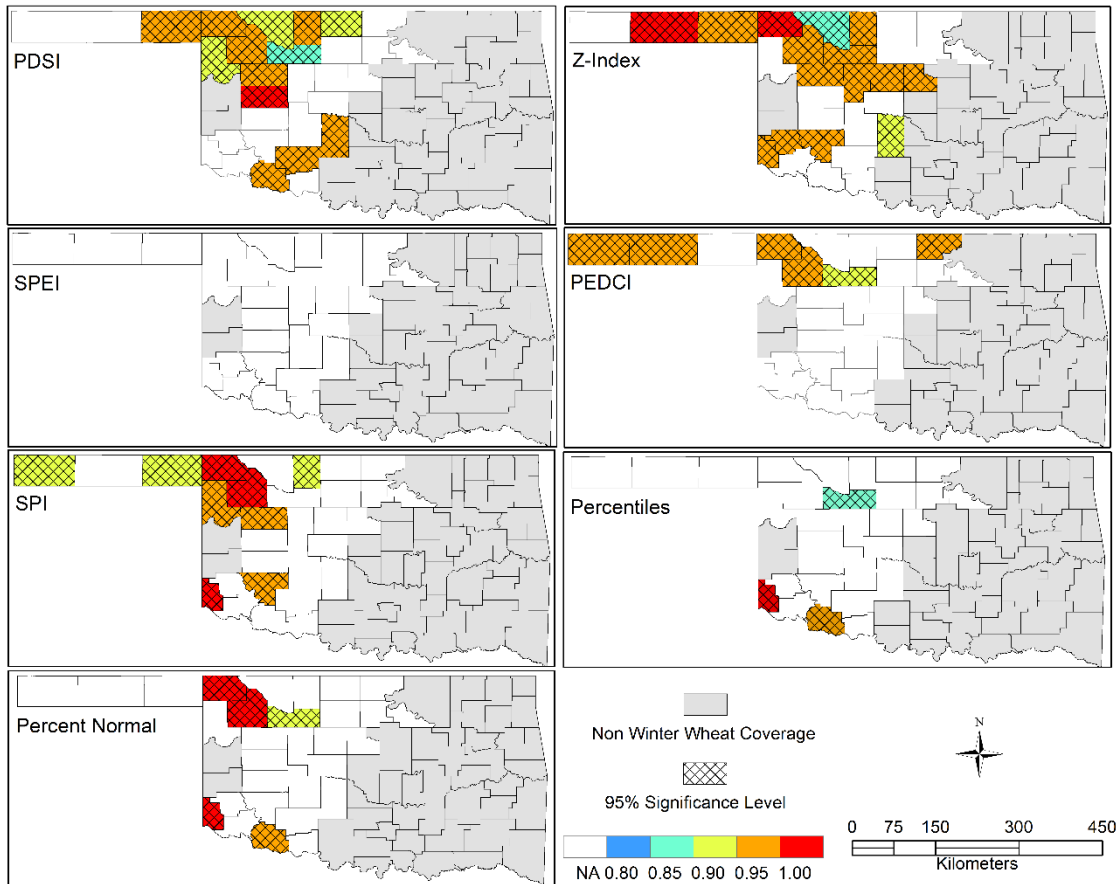 PDSI
Z-Index
SPEI
PEDCI
SPI
Percentiles
Percent Normal
Non Winter Wheat Coverage
95% Significance Level
NA 0.80 0.85 0.90 0.95 1.00
N
0 75 150 300 450
Kilometers